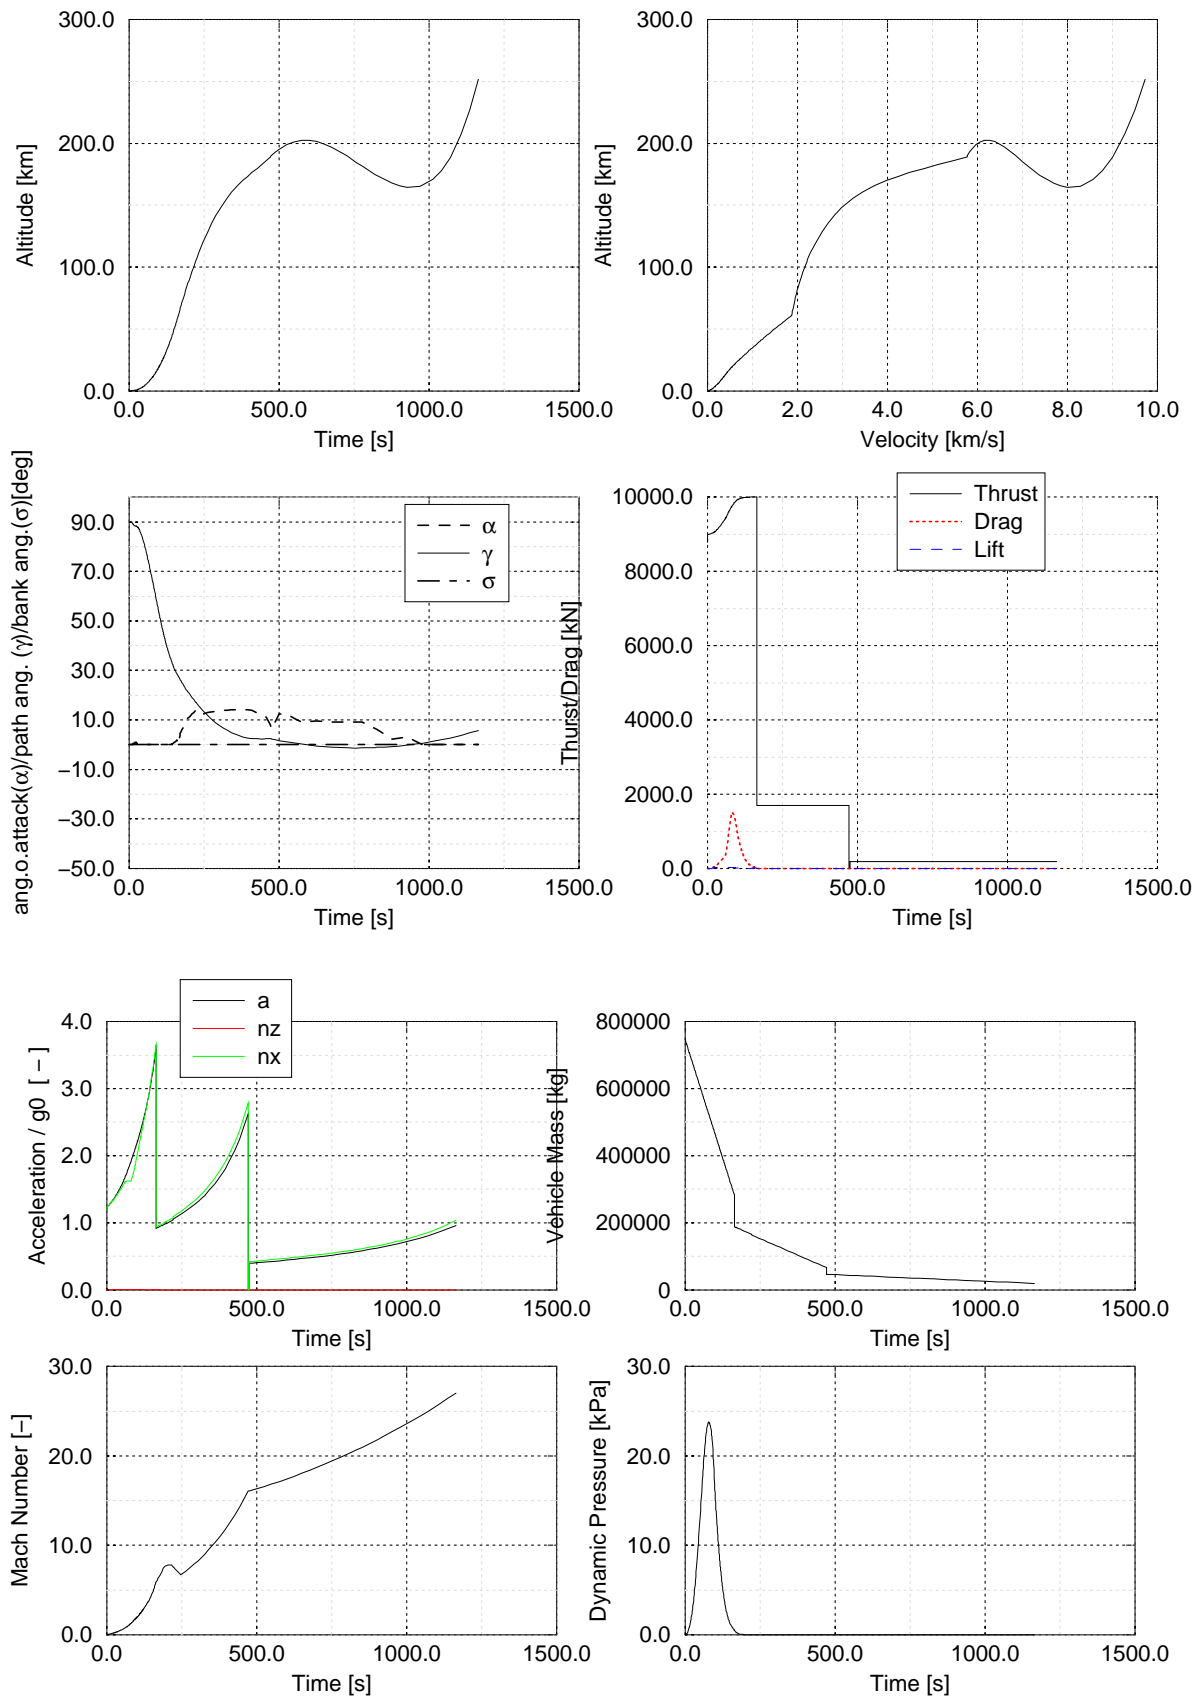 300.0
200.0
100.0
0.0
Altitude [km]
0.0 500.0 1000.0 1500.0
Time [s]
300.0
200.0
100.0
0.0
Altitude [km]
0.0 2.0 4.0 6.0 8.0 10.0
Velocity [km/s]
ang.o.attack(α)/path ang. (γ)/bank ang.(σ)[deg]
90.0
70.0
50.0
30.0
10.0
−10.0
−30.0
−50.0
α
γ
σ
0.0 500.0 1000.0 1500.0
Time [s]
Thurst/Drag [kN]
10000.0
8000.0
6000.0
4000.0
2000.0
0.0
Thrust
Drag
Lift
0.0 500.0 1000.0 1500.0
Time [s]
Acceleration / g0 [ − ]
4.0
3.0
2.0
1.0
0.0
a
nz
nx
0.0 500.0 1000.0 1500.0
Time [s]
Vehicle Mass [kg]
800000
600000
400000
200000
0
0.0 500.0 1000.0 1500.0
Time [s]
Mach Number [−]
30.0
20.0
10.0
0.0
0.0 500.0 1000.0 1500.0
Time [s]
Dynamic Pressure [kPa]
30.0
20.0
10.0
0.0
0.0 500.0 1000.0 1500.0
Time [s]